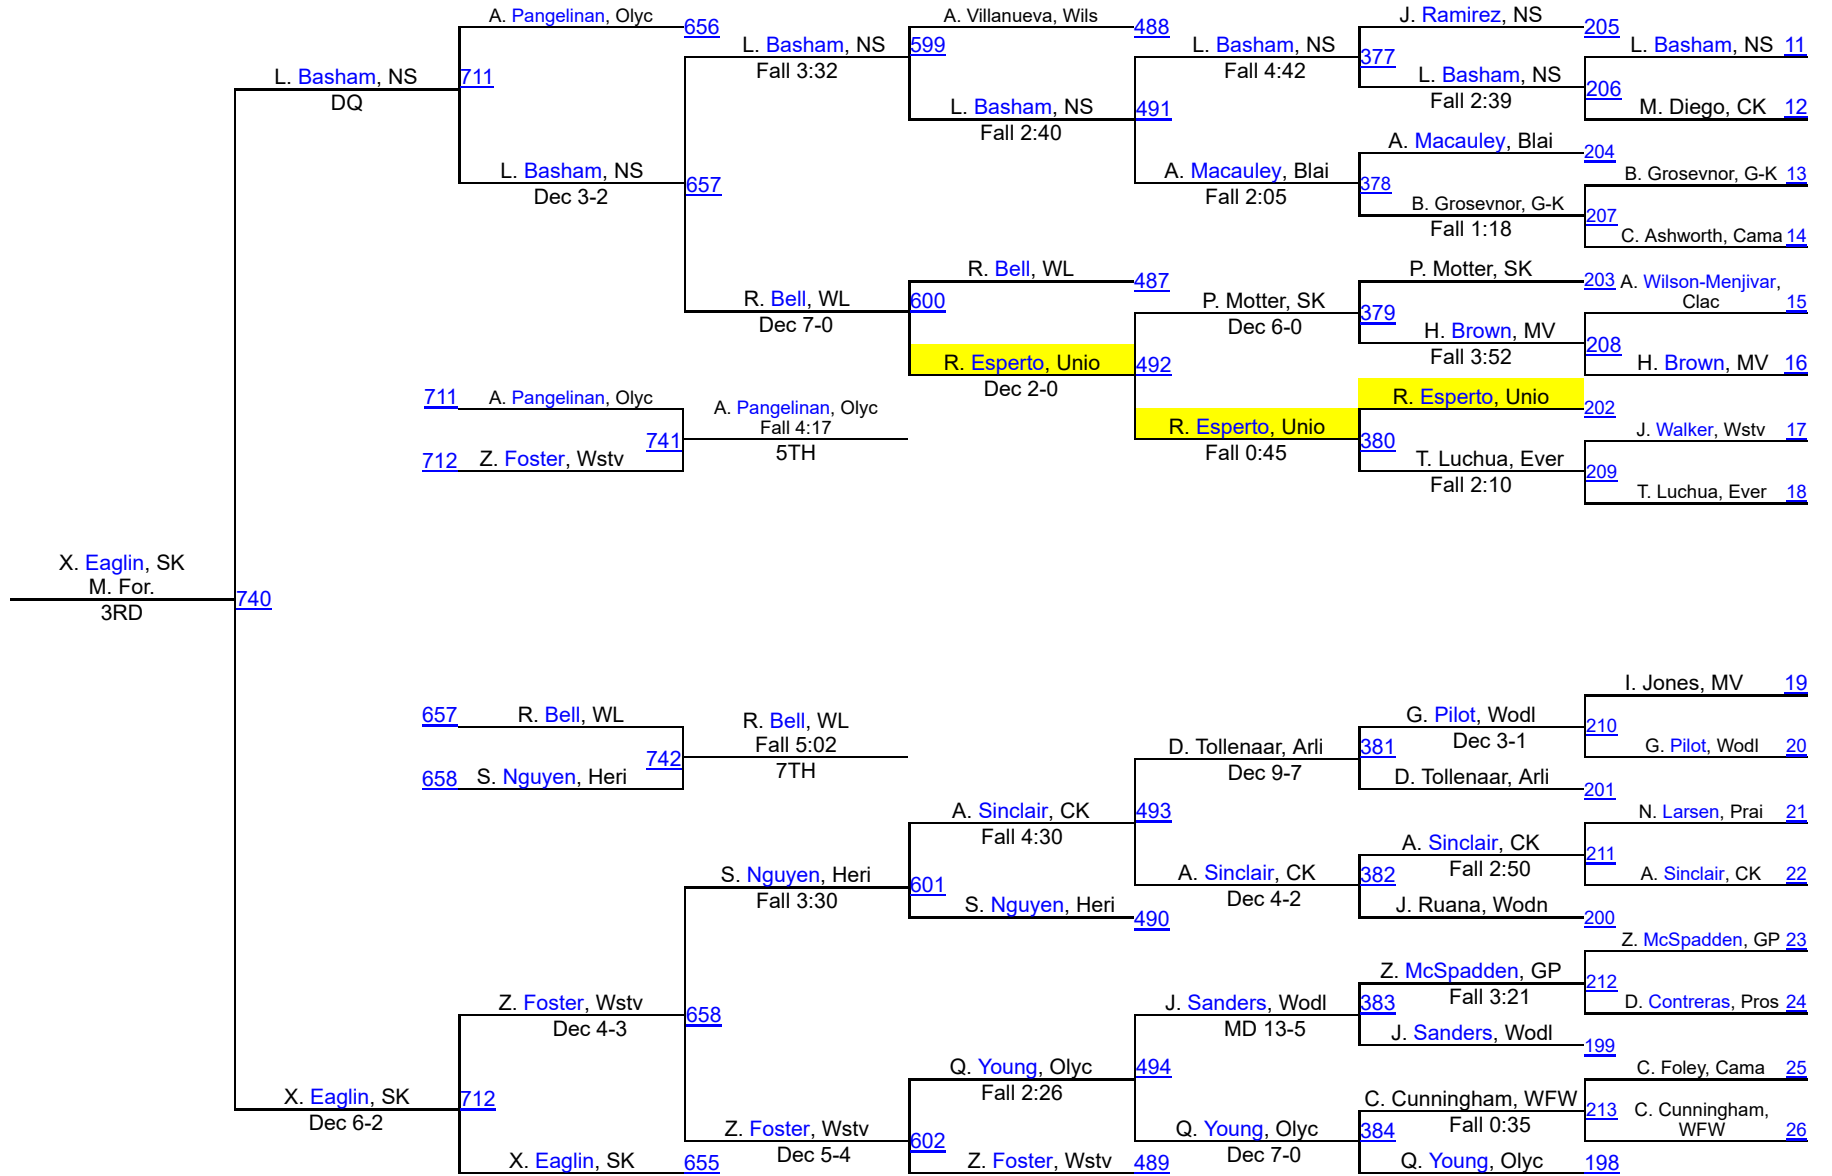 A. Pangelinan, Olyc
656
A. Villanueva, Wils
488
J. Ramirez, NS
205
L. Basham, NS
599
L. Basham, NS
377
L. Basham, NS 11
Fall 3:32
Fall 4:42
L. Basham, NS
711
DQ
L. Basham, NS
Fall 2:39
206
L. Basham, NS
Fall 2:40
491
M. Diego, CK 12
A. Macauley, Blai
204
L. Basham, NS
Dec 3-2
657
A. Macauley, Blai
Fall 2:05
378
B. Grosevnor, G-K 13
B. Grosevnor, G-K
Fall 1:18
207
C. Ashworth, Cama 14
R. Bell, WL
487
P. Motter, SK
203
A. Wilson-Menjivar,
Clac 15
R. Bell, WL
Dec 7-0
600
P. Motter, SK
Dec 6-0
379
H. Brown, MV
Fall 3:52
208
R. Esperto, Unio
Dec 2-0
492
H. Brown, MV 16
711
A. Pangelinan, Olyc
A. Pangelinan, Olyc
Fall 4:17
5TH
741
R. Esperto, Unio
202
R. Esperto, Unio
Fall 0:45
380
J. Walker, Wstv 17
712
Z. Foster, Wstv
T. Luchua, Ever
Fall 2:10
209
T. Luchua, Ever 18
X. Eaglin, SK
M. For.
3RD
740
I. Jones, MV 19
657
R. Bell, WL
R. Bell, WL
Fall 5:02
7TH
742
G. Pilot, Wodl
Dec 3-1
210
D. Tollenaar, Arli
Dec 9-7
381
G. Pilot, Wodl 20
658
S. Nguyen, Heri
D. Tollenaar, Arli
201
A. Sinclair, CK
Fall 4:30
493
N. Larsen, Prai 21
A. Sinclair, CK
Fall 2:50
211
S. Nguyen, Heri
Fall 3:30
601
A. Sinclair, CK
Dec 4-2
382
A. Sinclair, CK 22
S. Nguyen, Heri
490
J. Ruana, Wodn
200
Z. McSpadden, GP 23
Z. McSpadden, GP
Fall 3:21
212
Z. Foster, Wstv
Dec 4-3
658
J. Sanders, Wodl
MD 13-5
383
D. Contreras, Pros 24
J. Sanders, Wodl
199
Q. Young, Olyc
Fall 2:26
494
C. Foley, Cama 25
X. Eaglin, SK
Dec 6-2
712
C. Cunningham, WFW
Fall 0:35
213
C. Cunningham,
WFW 26
Z. Foster, Wstv
Dec 5-4
602
Q. Young, Olyc
Dec 7-0
384
X. Eaglin, SK
655
Z. Foster, Wstv
489
Q. Young, Olyc
198